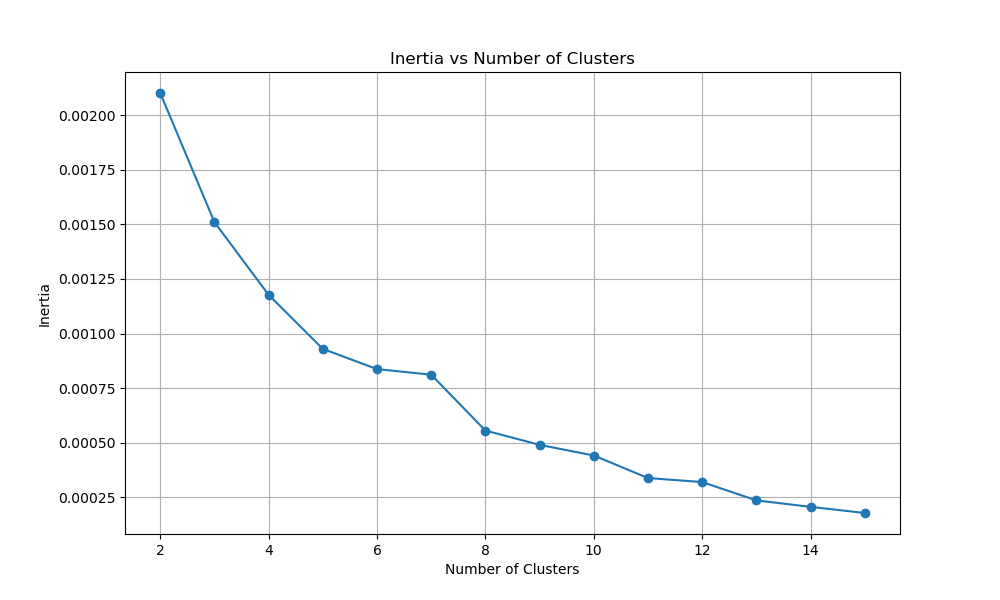 Inertia vs Number of Clusters
0.00200
0.00175
0.00150
0.00125
0.00100
0.00075
0.00050
0.00025
Inertia
2 4 6 8 10 12 14
Number of Clusters